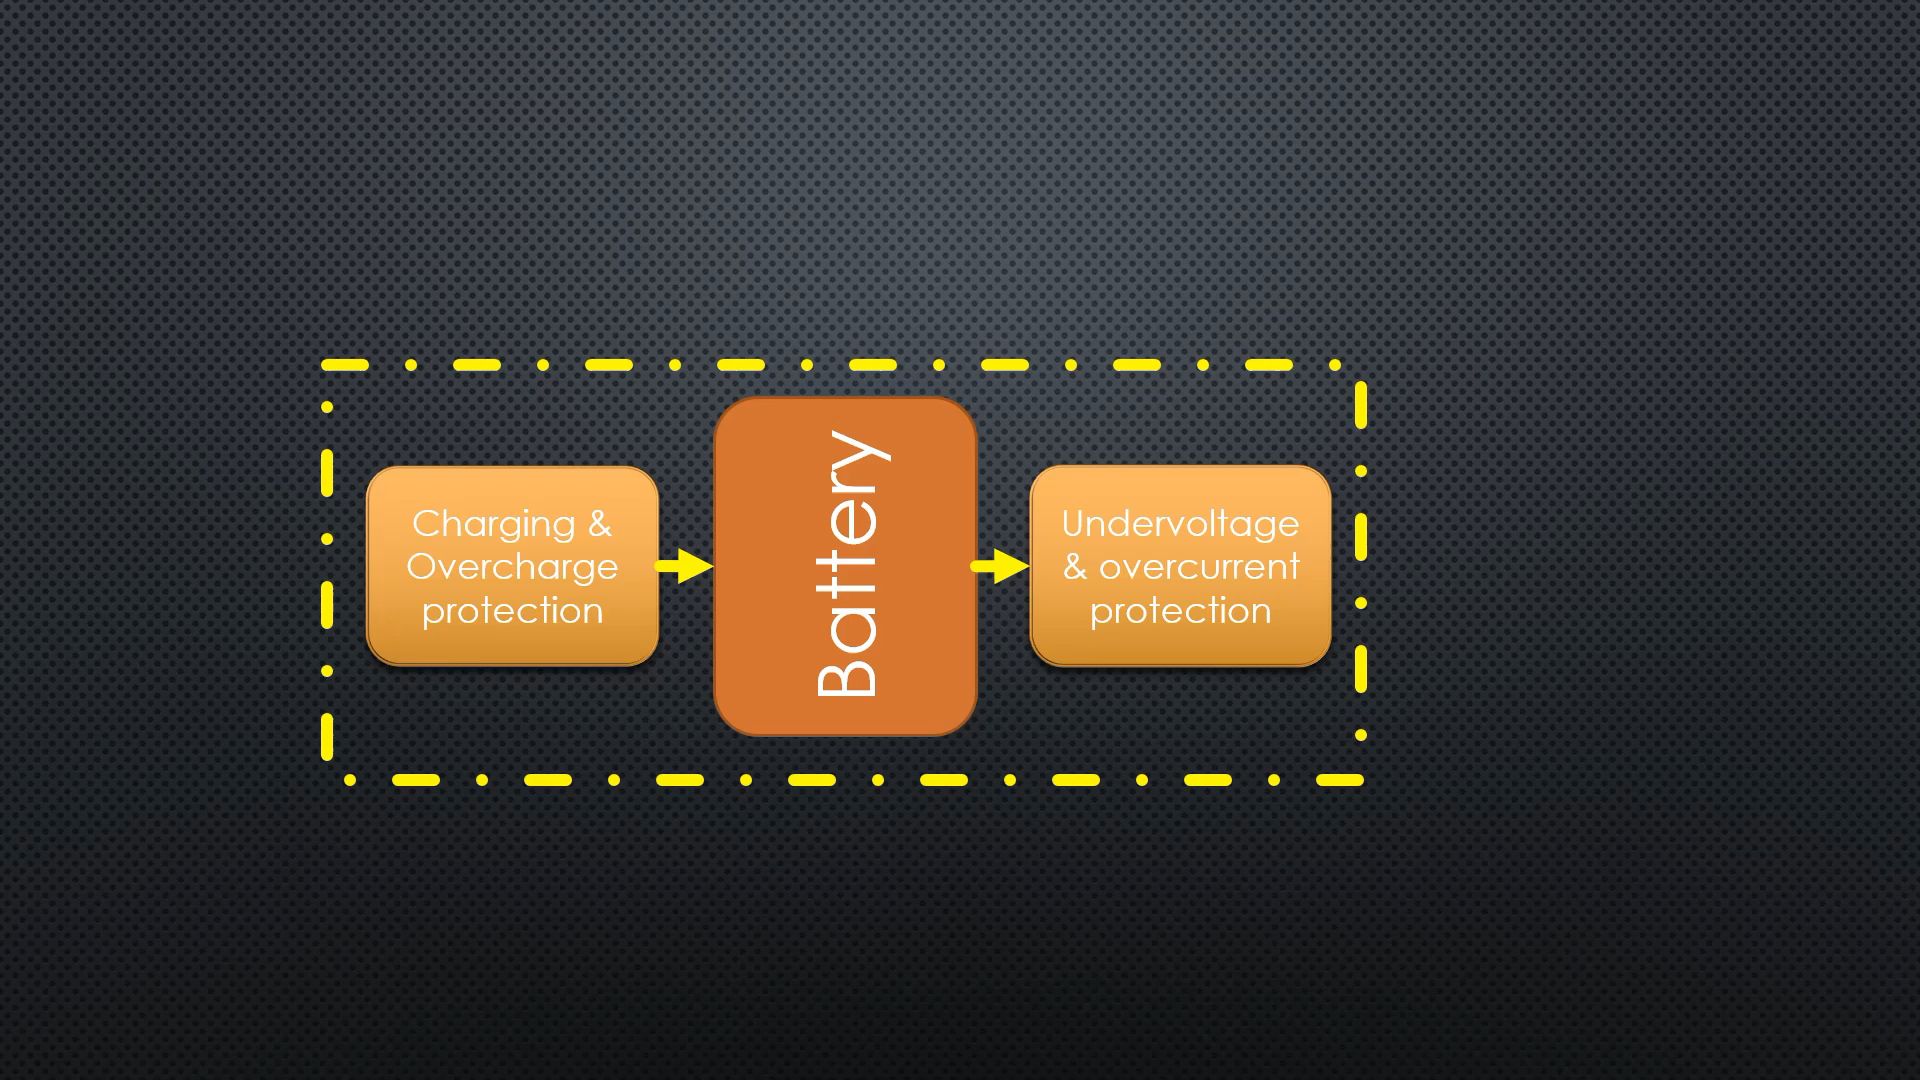 Charging &
Overcharge
protection
Battery
Undervoltage
& overcurrent
protection